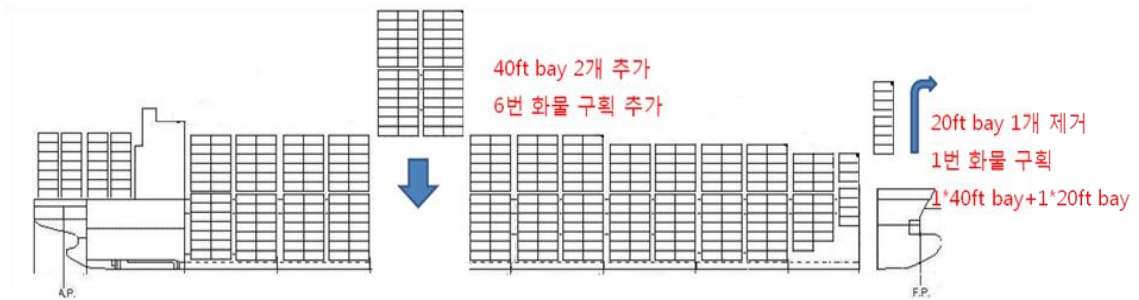 40ft bay 2개 추가
6번 화물 구획 추가
20ft bay 1개 제거
1번 화물 구획
1*40ft bay+1*20ft bay
A.P.
F.P.